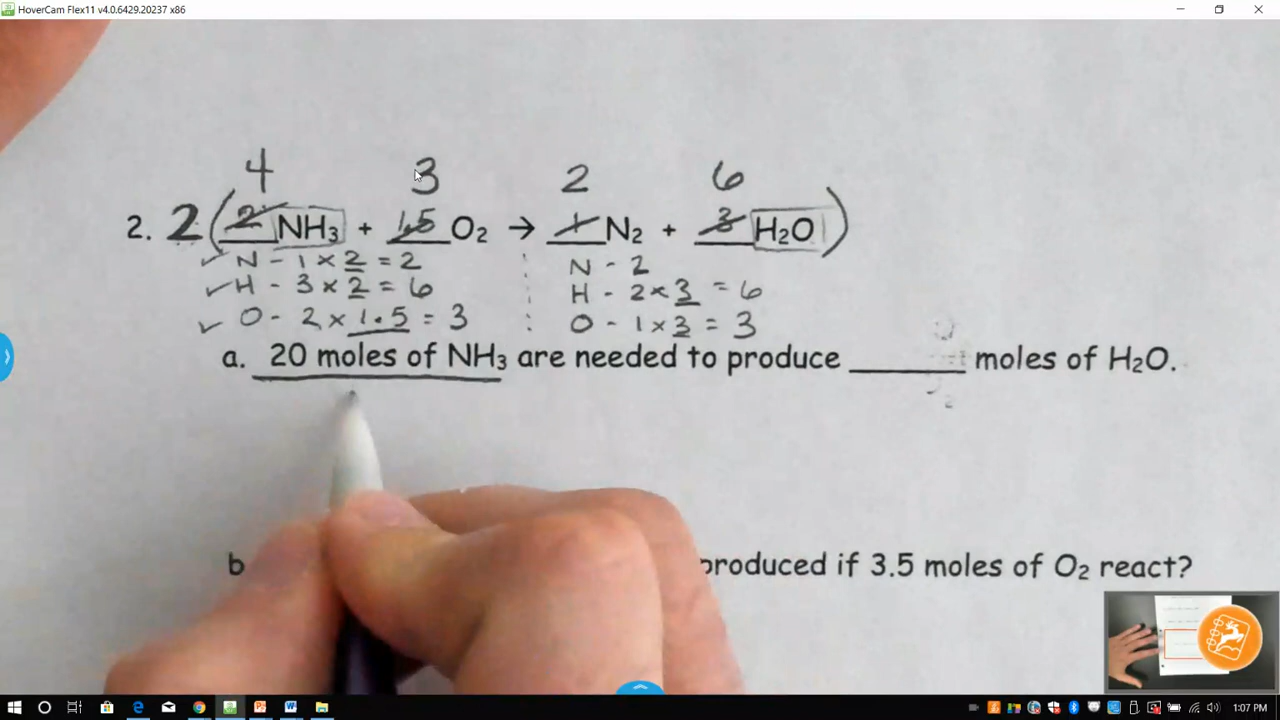 HoverCam Flex11 v4.0.6429.20237 x86
4 3 2 6
2. 2(2 NH₃ + 1.5 O₂ → 1 N₂ + 3 H₂O)
✓ N - 1 × 2 = 2 N - 2
✓ H - 3 × 2 = 6 H - 2 × 3 = 6
✓ O - 2 × 1.5 = 3 O - 1 × 3 = 3
a. 20 moles of NH₃ are needed to produce ______ moles of H₂O.
b produced if 3.5 moles of O₂ react?
1:07 PM